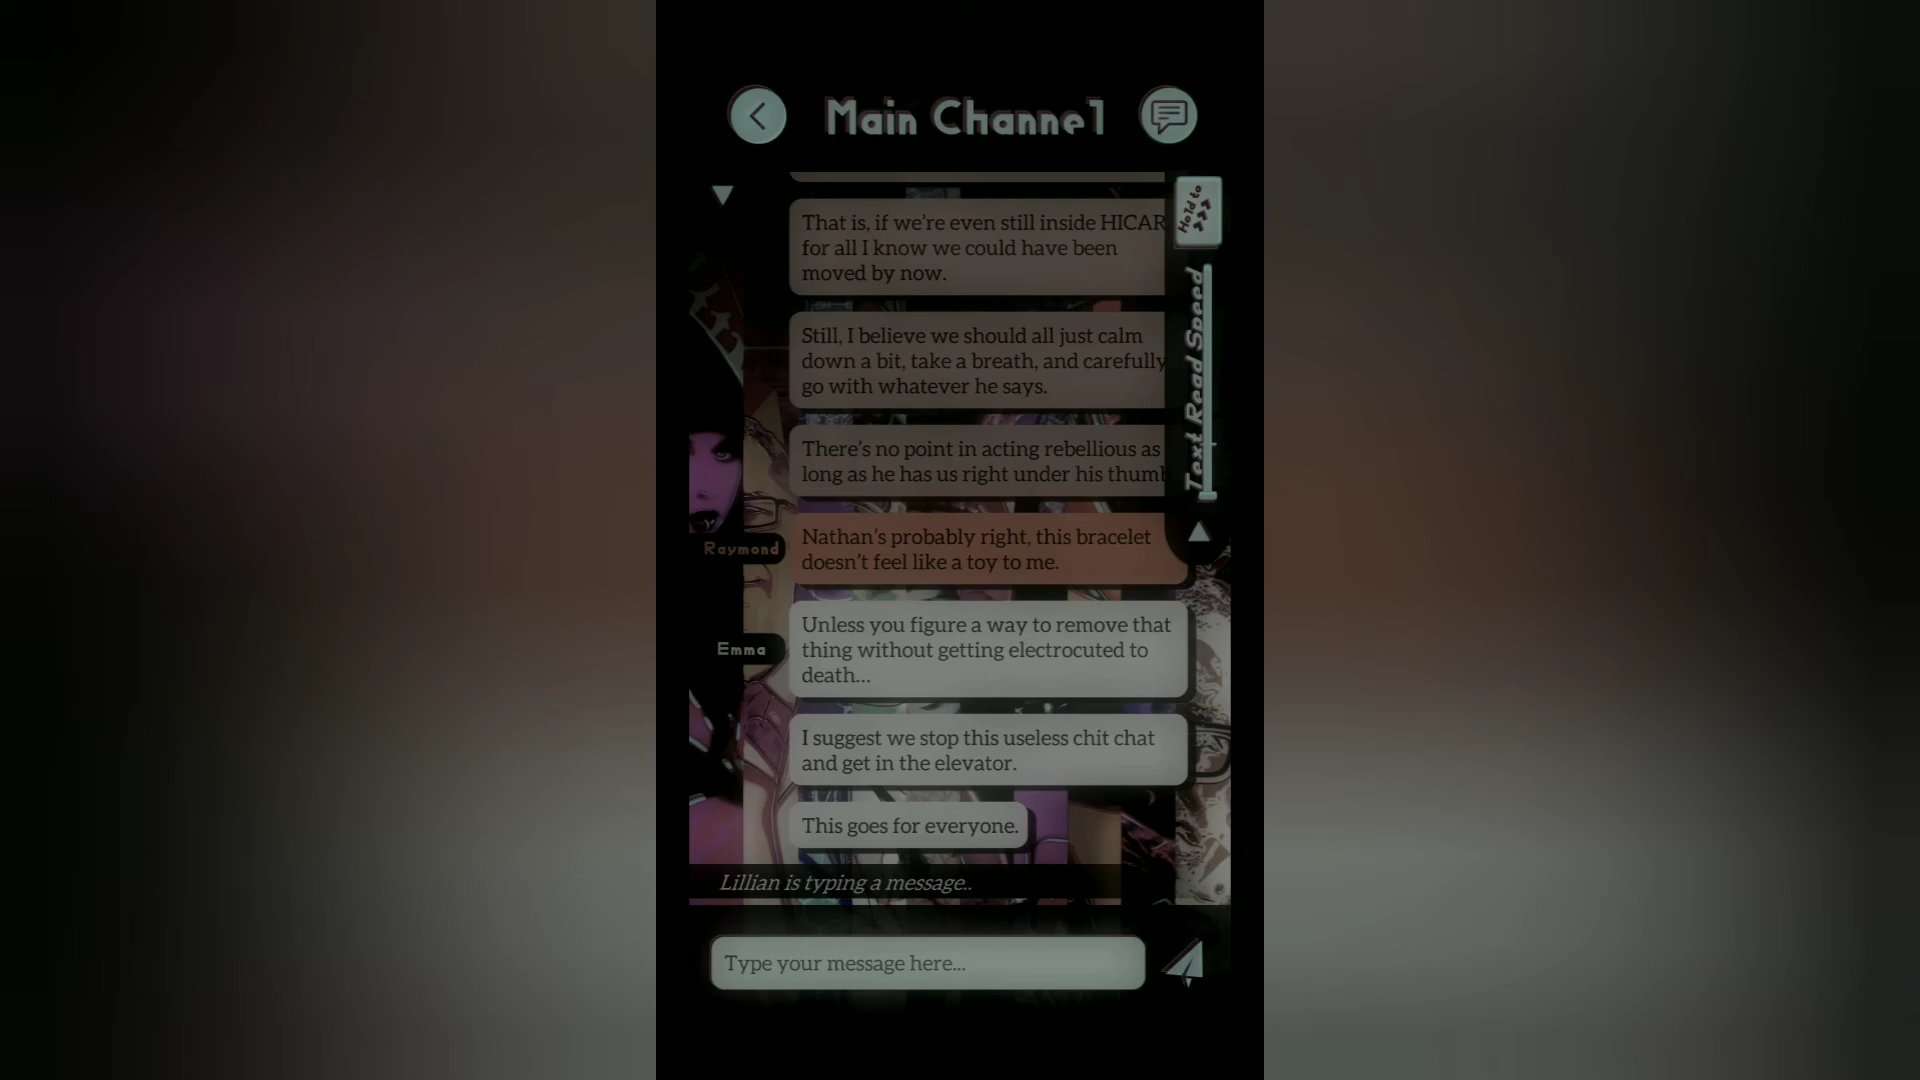 Main Channel
Hold to
That is, if we're even still inside HICAR
for all I know we could have been
moved by now.
Text Read Speed
Still, I believe we should all just calm
down a bit, take a breath, and carefully
go with whatever he says.
There's no point in acting rebellious as
long as he has us right under his thumb
Raymond
Nathan's probably right, this bracelet
doesn't feel like a toy to me.
Emma
Unless you figure a way to remove that
thing without getting electrocuted to
death...
I suggest we stop this useless chit chat
and get in the elevator.
This goes for everyone.
Lillian is typing a message..
Type your message here...